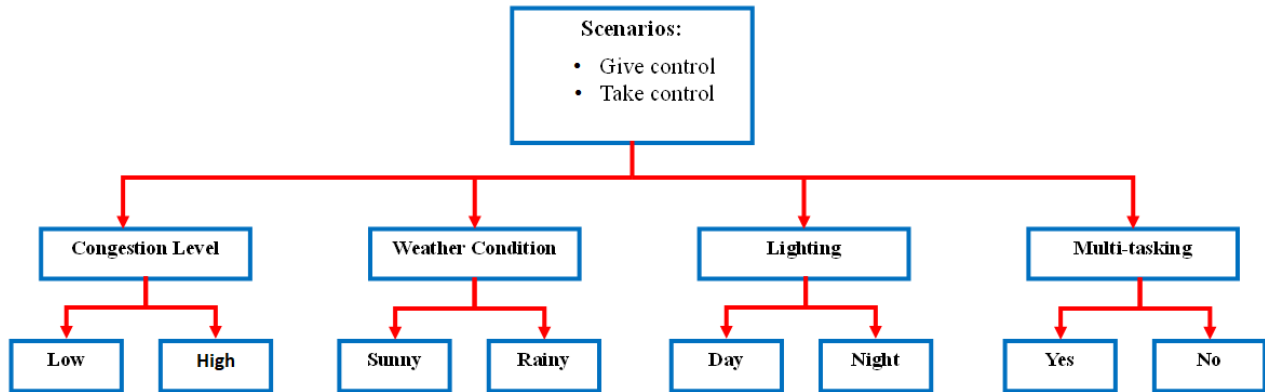 Scenarios:
• Give control
• Take control
Congestion Level
Weather Condition
Lighting
Multi-tasking
Low
High
Sunny
Rainy
Day
Night
Yes
No